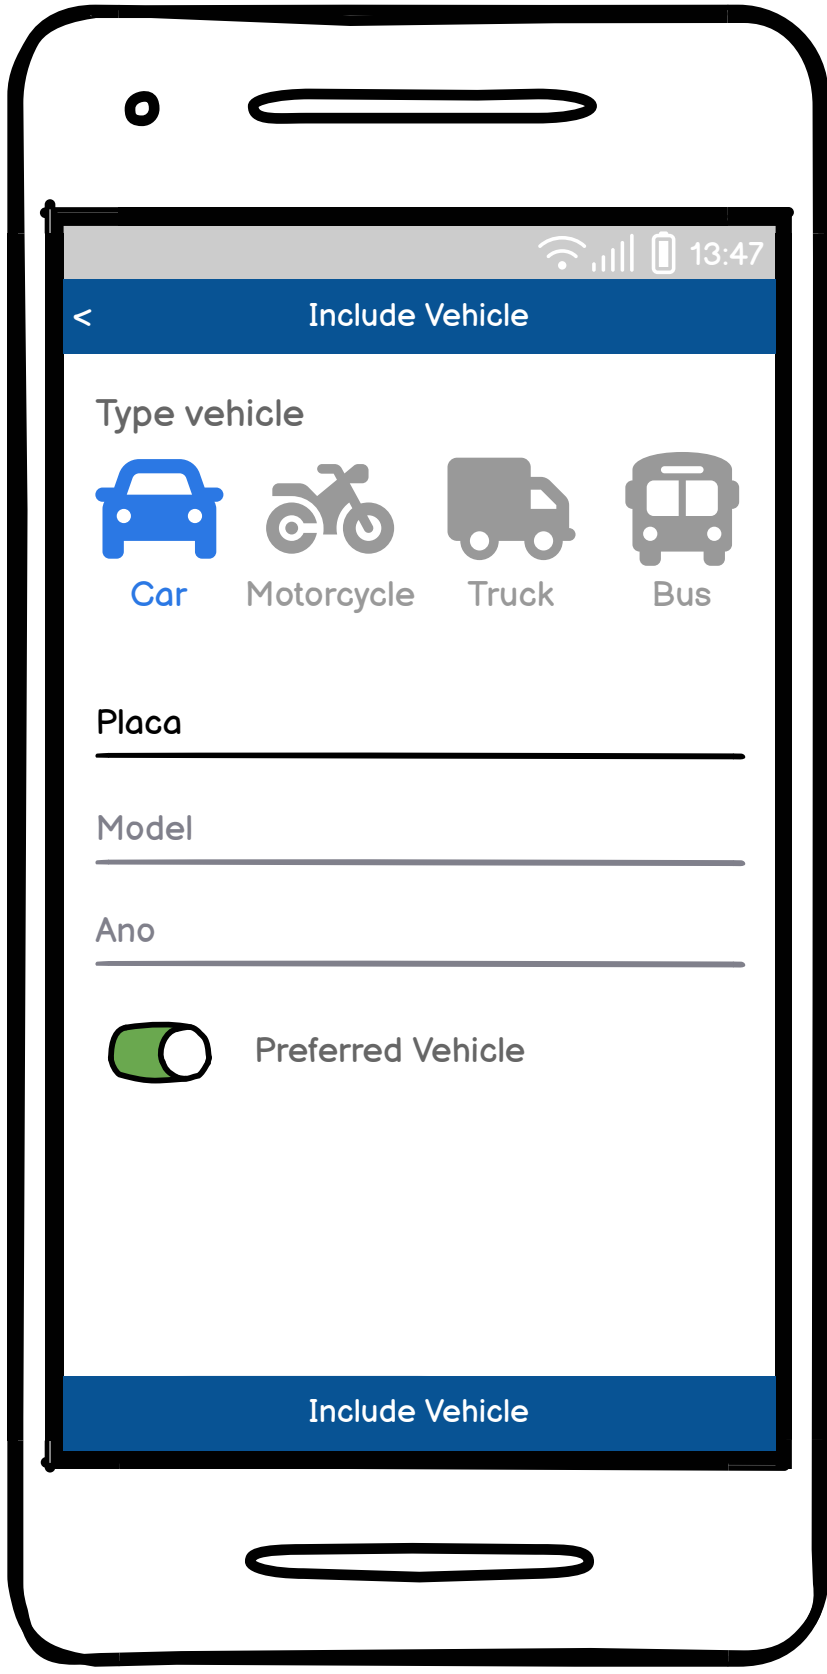 13:47
< Include Vehicle
Type vehicle
Car Motorcycle Truck Bus
Placa
Model
Ano
Preferred Vehicle
Include Vehicle